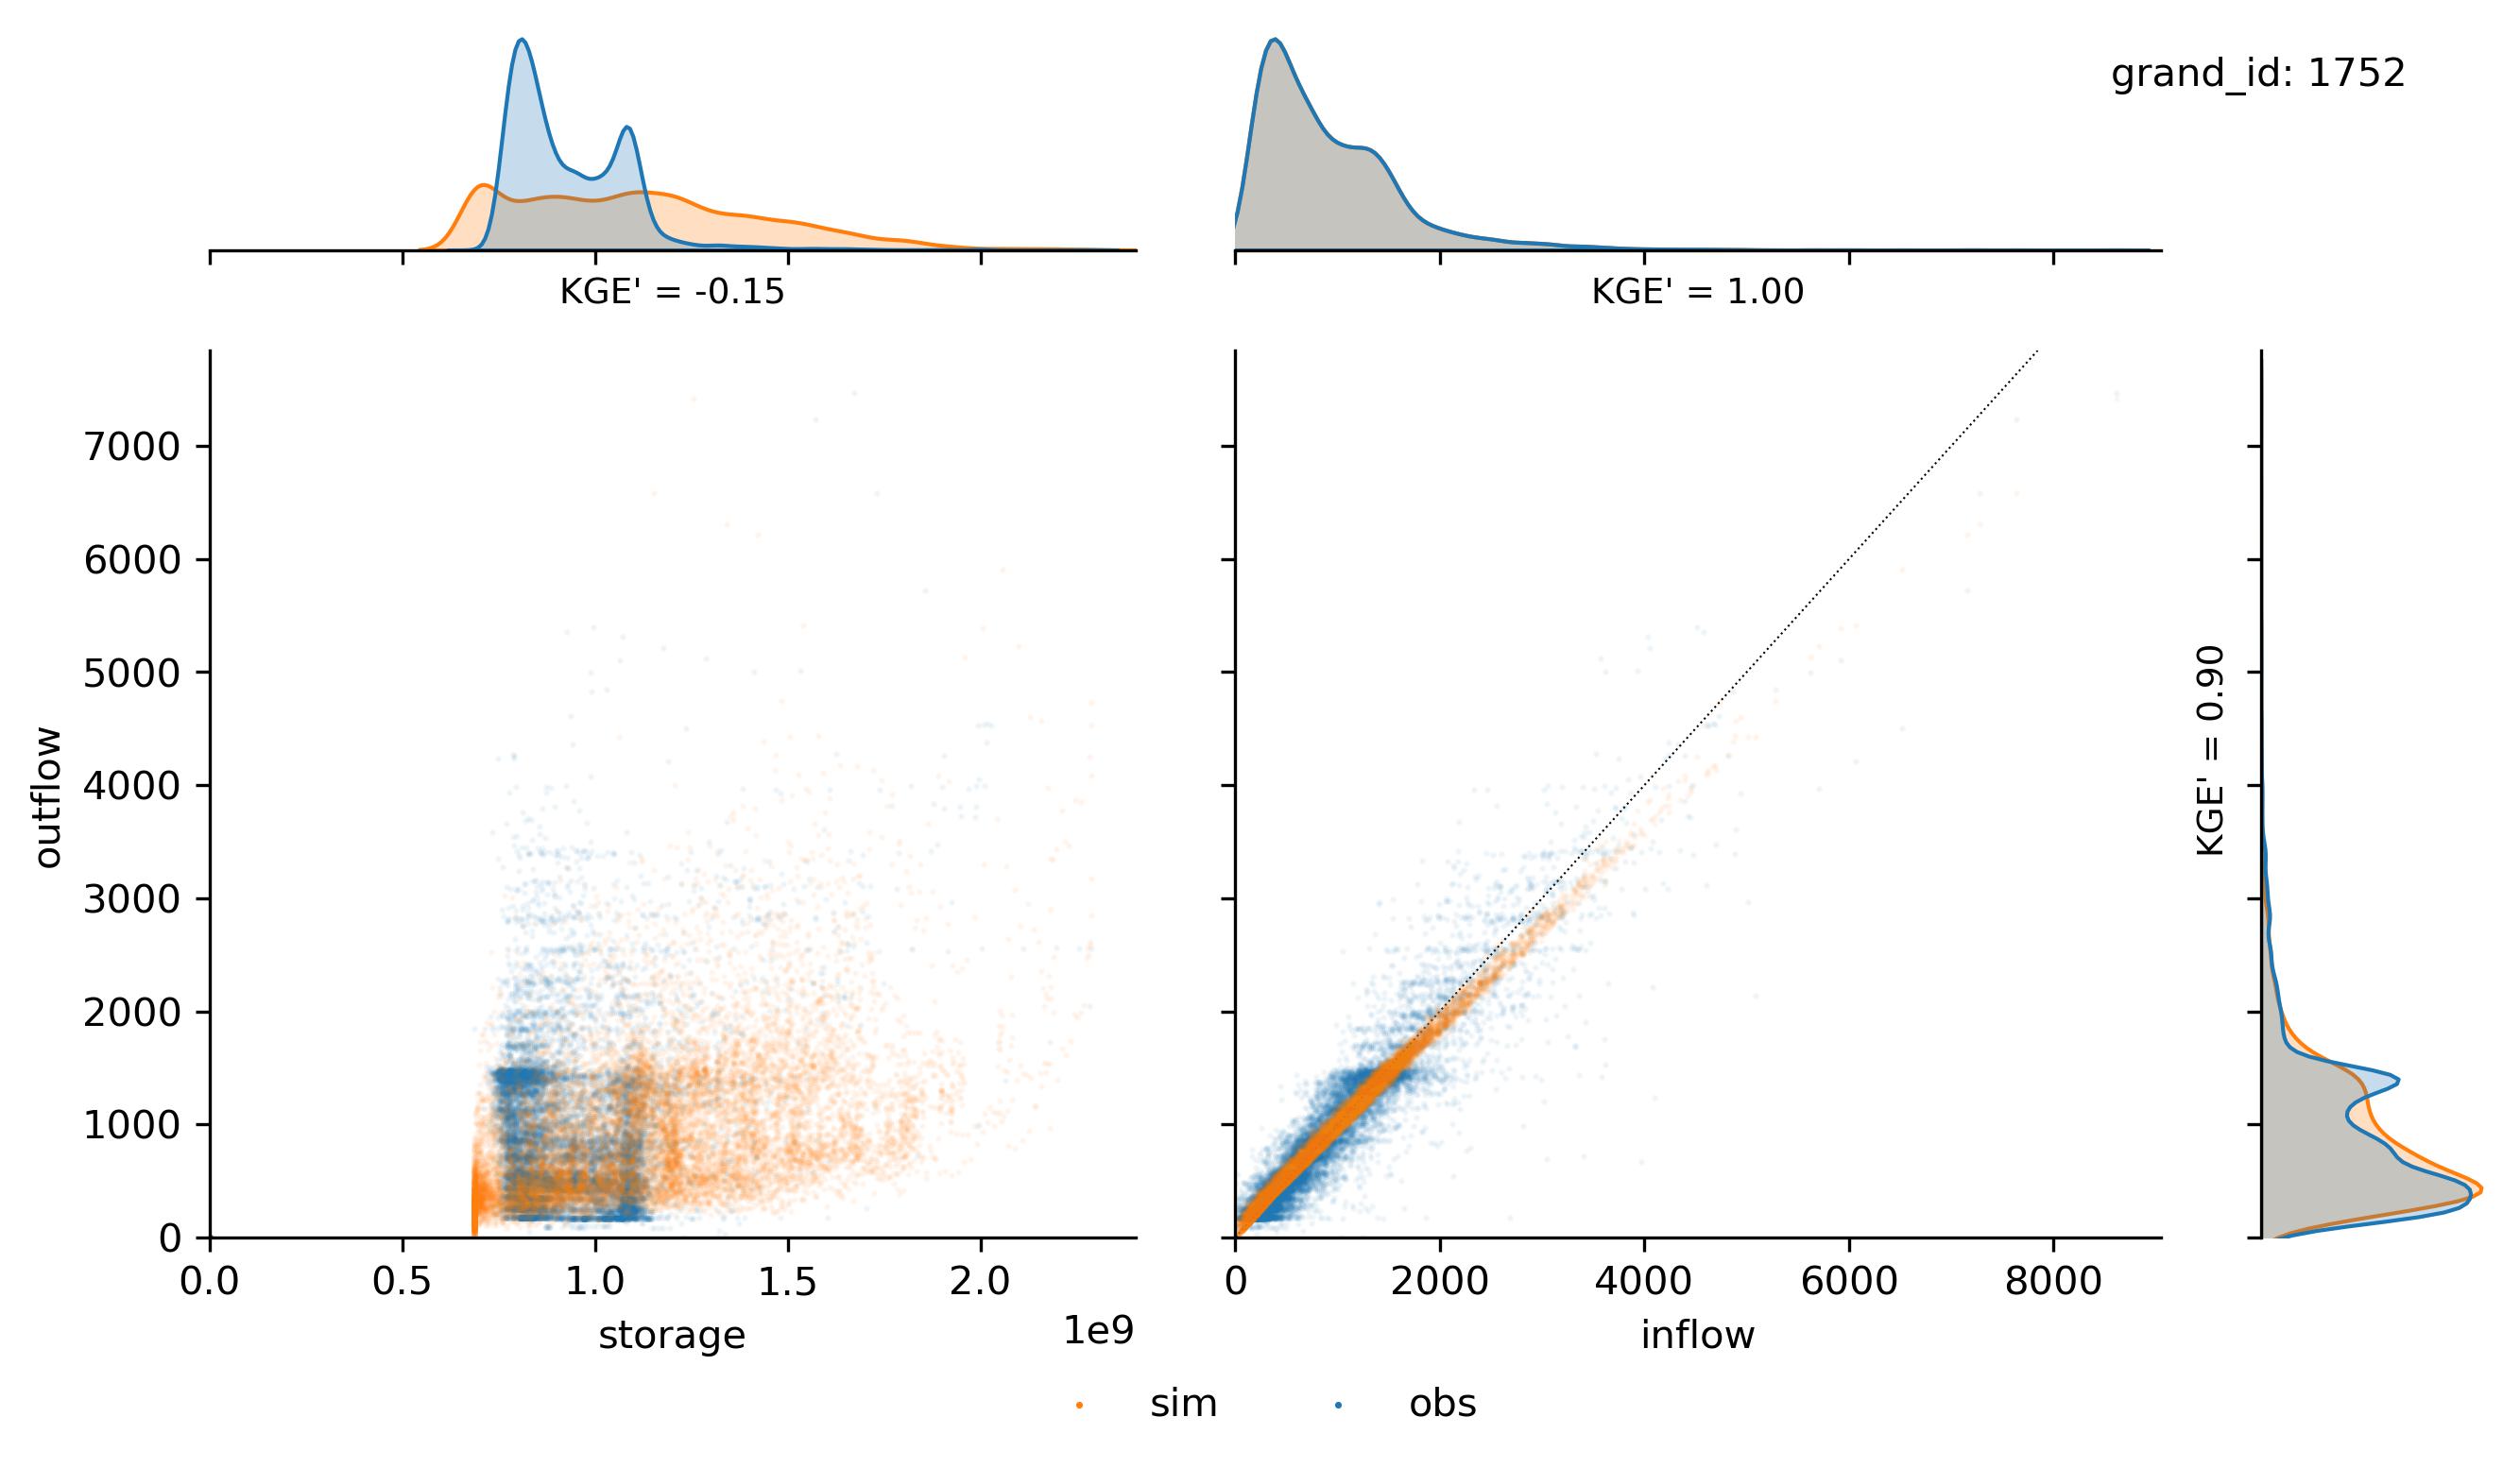 grand_id: 1752
KGE' = -0.15
KGE' = 1.00
7000
6000
5000
4000
3000
2000
1000
0
outflow
KGE' = 0.90
0.0 0.5 1.0 1.5 2.0
1e9
storage
0 2000 4000 6000 8000
inflow
sim obs